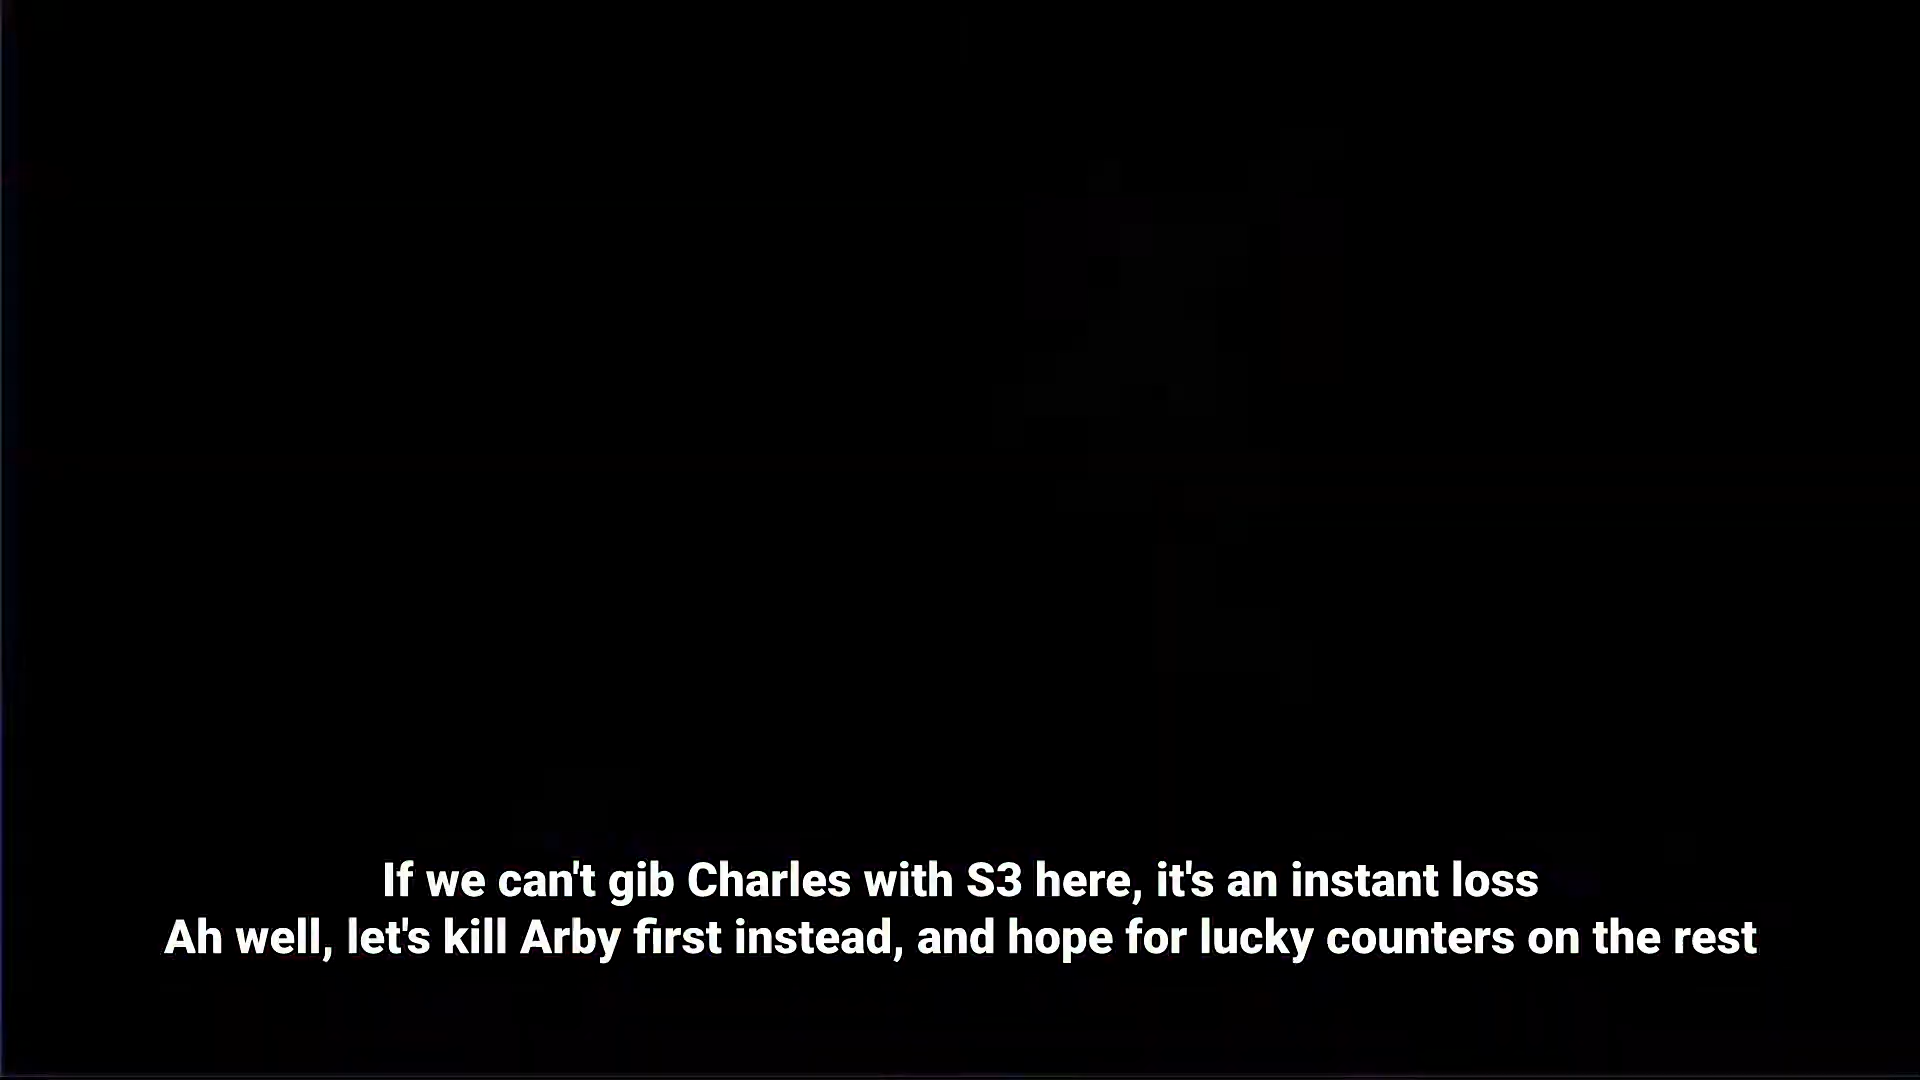 If we can't gib Charles with S3 here, it's an instant loss
Ah well, let's kill Arby first instead, and hope for lucky counters on the rest